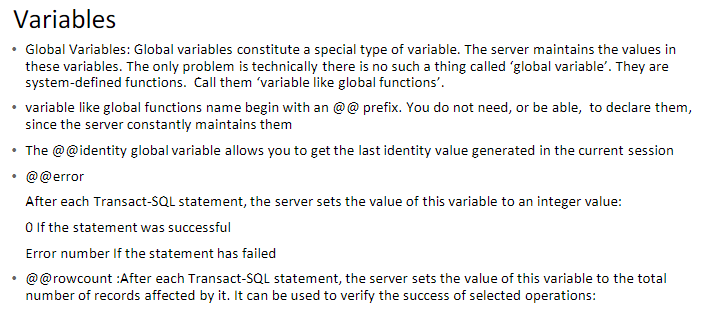 Variables
• Global Variables: Global variables constitute a special type of variable. The server maintains the values in
these variables. The only problem is technically there is no such a thing called ‘global variable’. They are
system-defined functions.  Call them ‘variable like global functions’.
• variable like global functions name begin with an @@ prefix. You do not need, or be able,  to declare them,
since the server constantly maintains them
• The @@identity global variable allows you to get the last identity value generated in the current session
• @@error
After each Transact-SQL statement, the server sets the value of this variable to an integer value:
0 If the statement was successful
Error number If the statement has failed
• @@rowcount :After each Transact-SQL statement, the server sets the value of this variable to the total
number of records affected by it. It can be used to verify the success of selected operations: